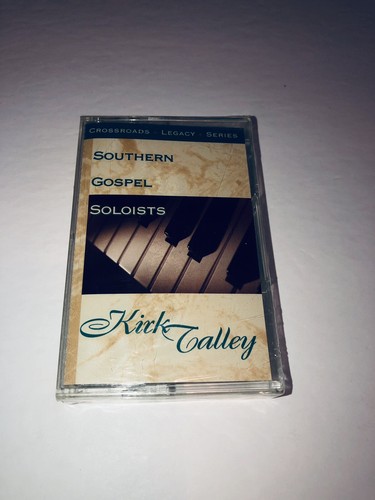 Crossroads · Legacy · Series
Southern
Gospel
Soloists
Kirk Talley